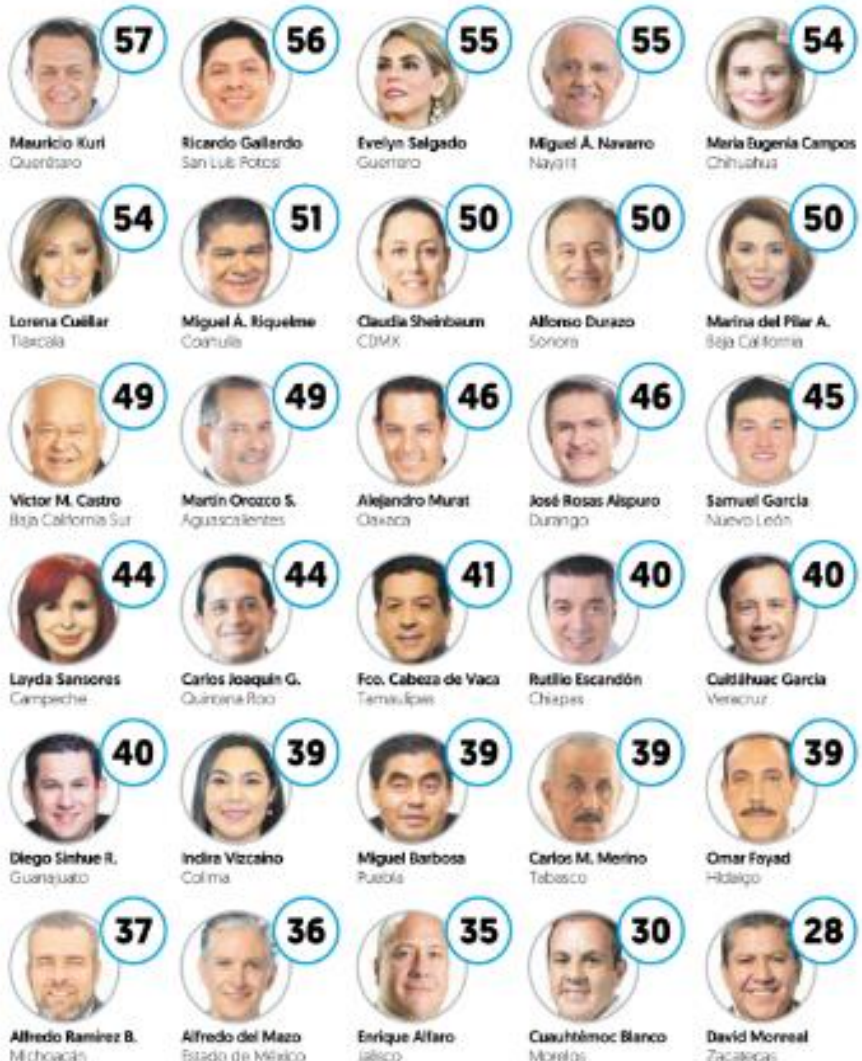 57
56
55
55
54
Mauricio Kuri
Ricardo Gallardo
Evelyn Salgado
Miguel Á. Navarro
Maria Eugenia Campos
Querétaro
San Luis Potosí
Guerrero
Nayarit
Chihuahua
54
51
50
50
50
Lorena Cuéllar
Miguel Á. Riquelme
Claudia Sheinbaum
Alfonso Durazo
Marina del Pilar A.
Tlaxcala
Coahuila
CDMX
Sonora
Baja California
49
49
46
46
45
Víctor M. Castro
Martín Orozco S.
Alejandro Murat
José Rosas Aispuro
Samuel García
Baja California Sur
Aguascalientes
Oaxaca
Durango
Nuevo León
44
44
41
40
40
Layda Sansores
Carlos Joaquín G.
Fco. Cabeza de Vaca
Rutilio Escandón
Cuitláhuac García
Campeche
Quintana Roo
Tamaulipas
Chiapas
Veracruz
40
39
39
39
39
Diego Sinhue R.
Indira Vizcaíno
Miguel Barbosa
Carlos M. Merino
Omar Fayad
Guanajuato
Colima
Puebla
Tabasco
Hidalgo
37
36
35
30
28
Alfredo Ramírez B.
Alfredo del Mazo
Enrique Alfaro
Cuauhtémoc Blanco
David Monreal
Michoacán
Estado de México
Jalisco
Morelos
Zacatecas